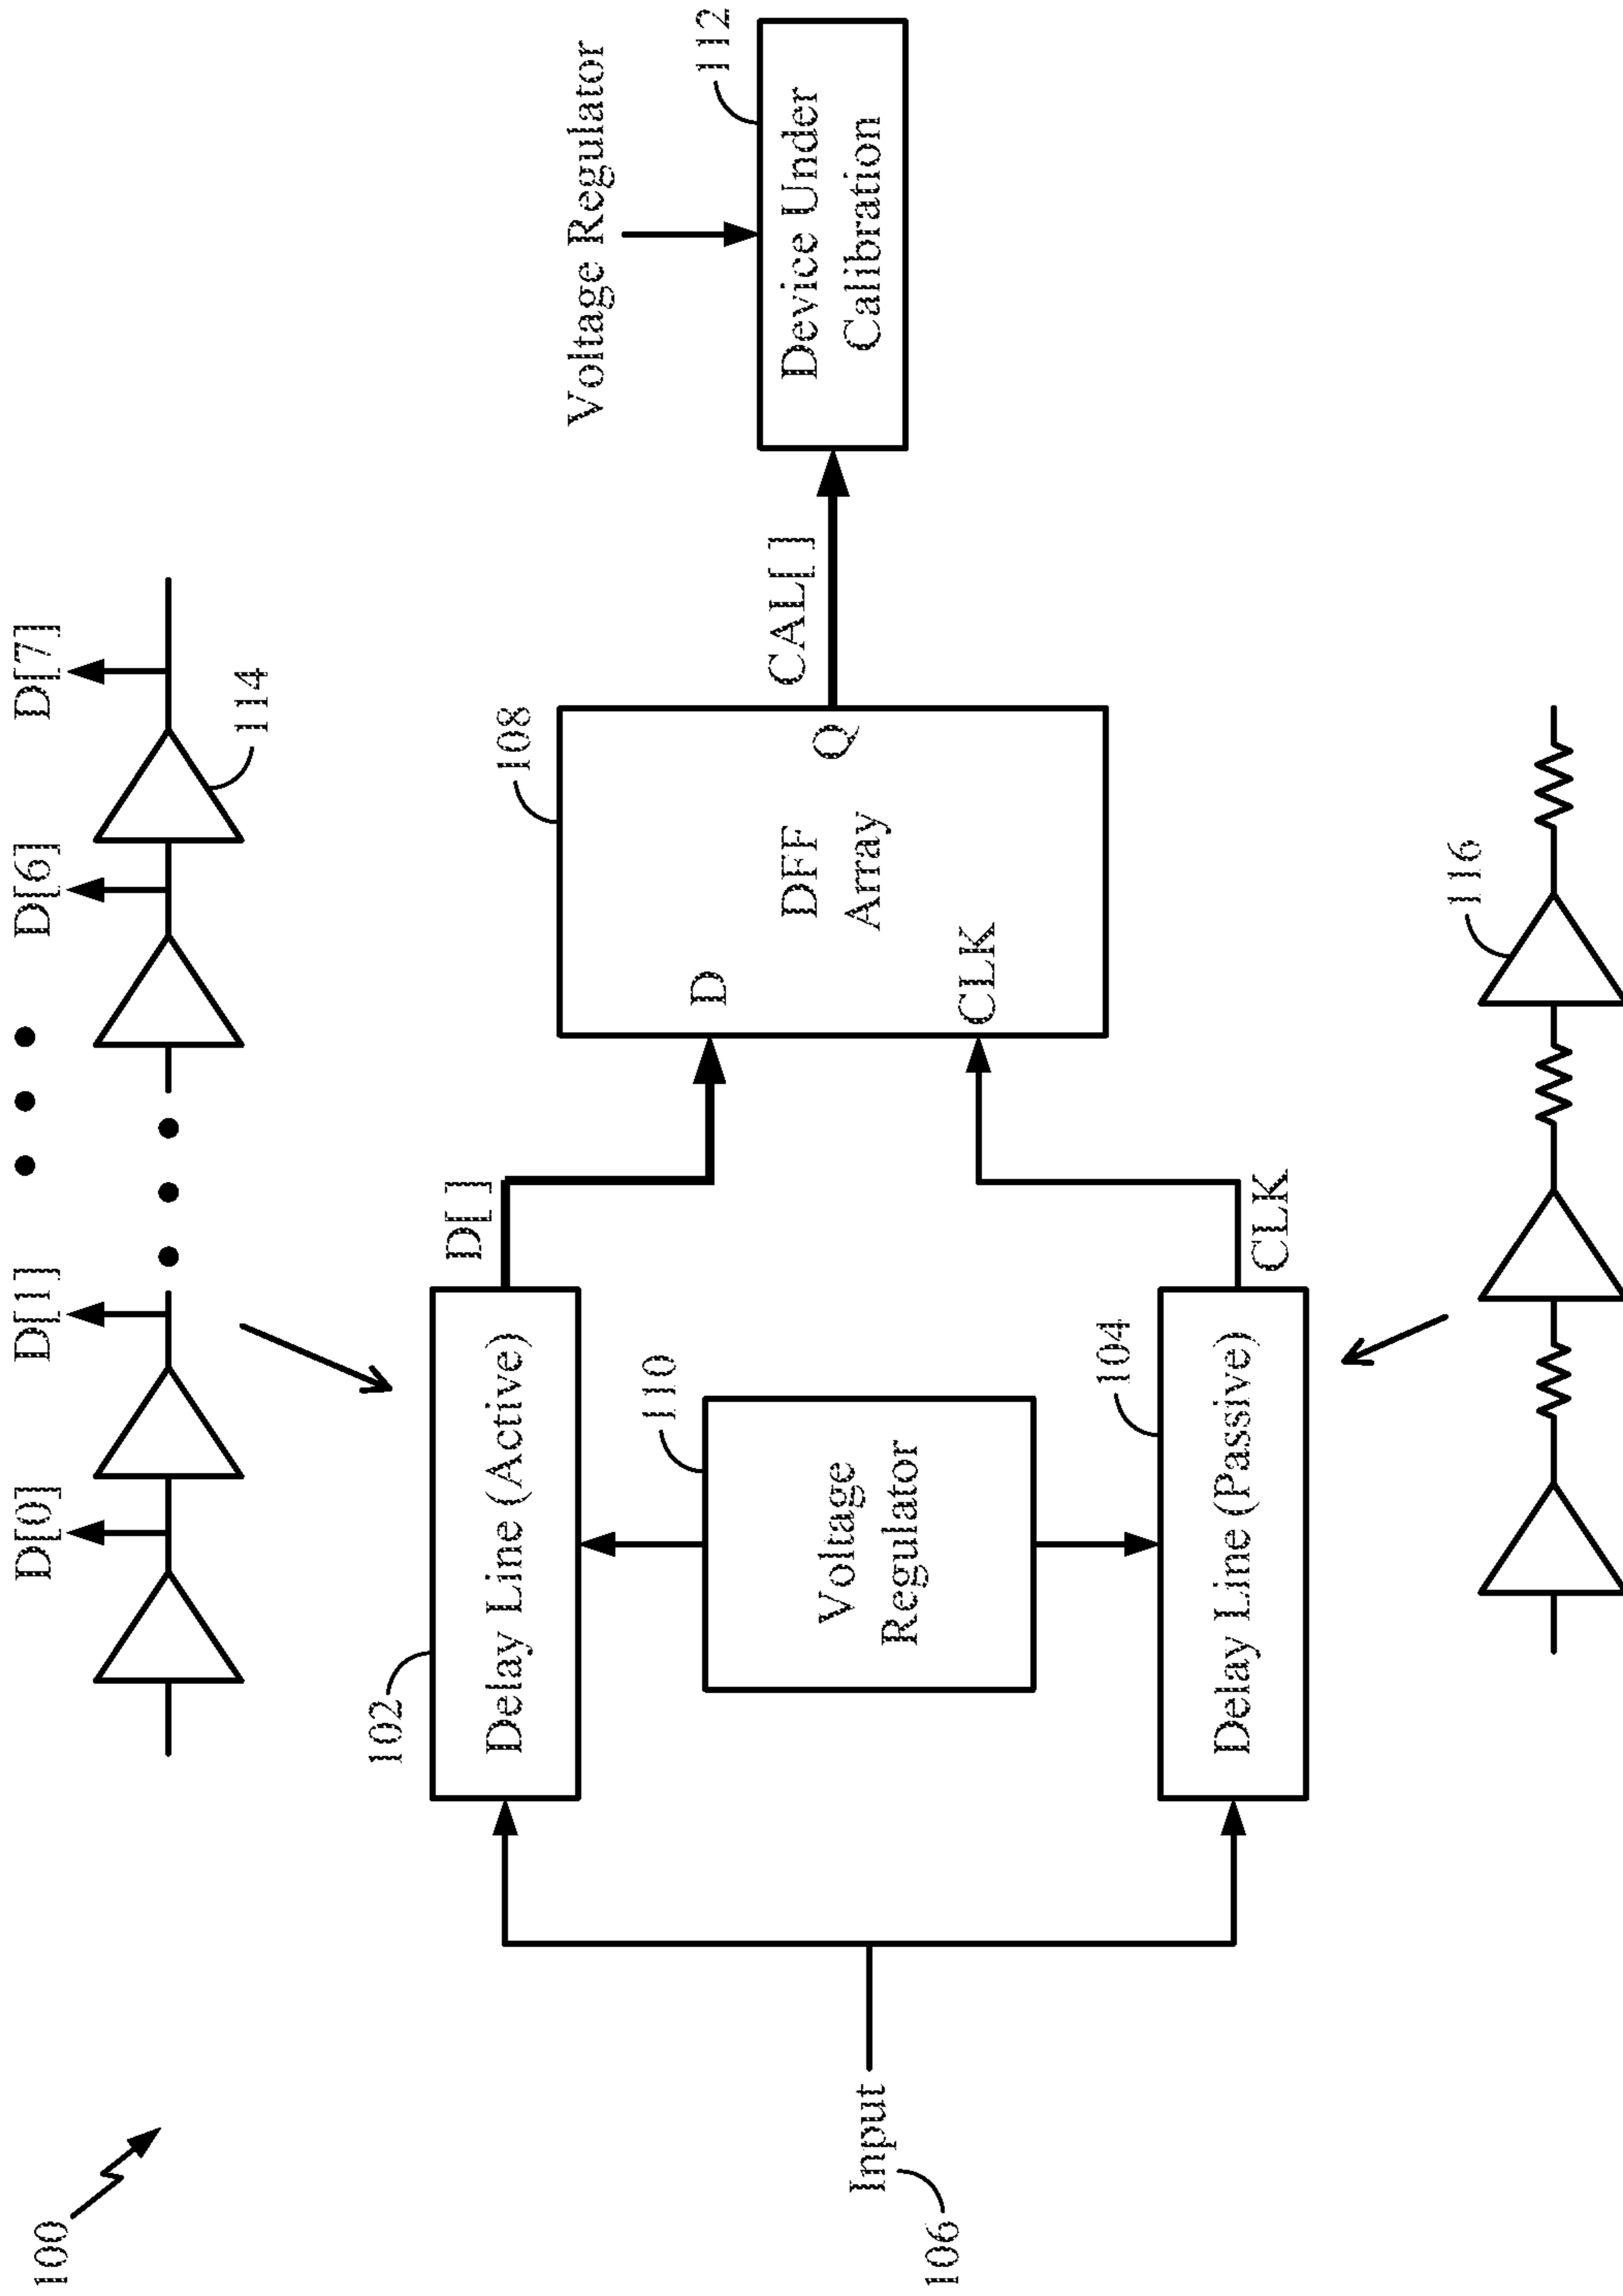 100
D[0]
D[1]
D[6]
D[7]
114
102
Delay Line (Active)
D[ ]
110
Voltage
Regulator
Input
106
104
Delay Line (Passive)
CLK
108
D
DFF
Array
Q
CLK
CAL[ ]
Voltage Regulator
112
Device Under
Calibration
116